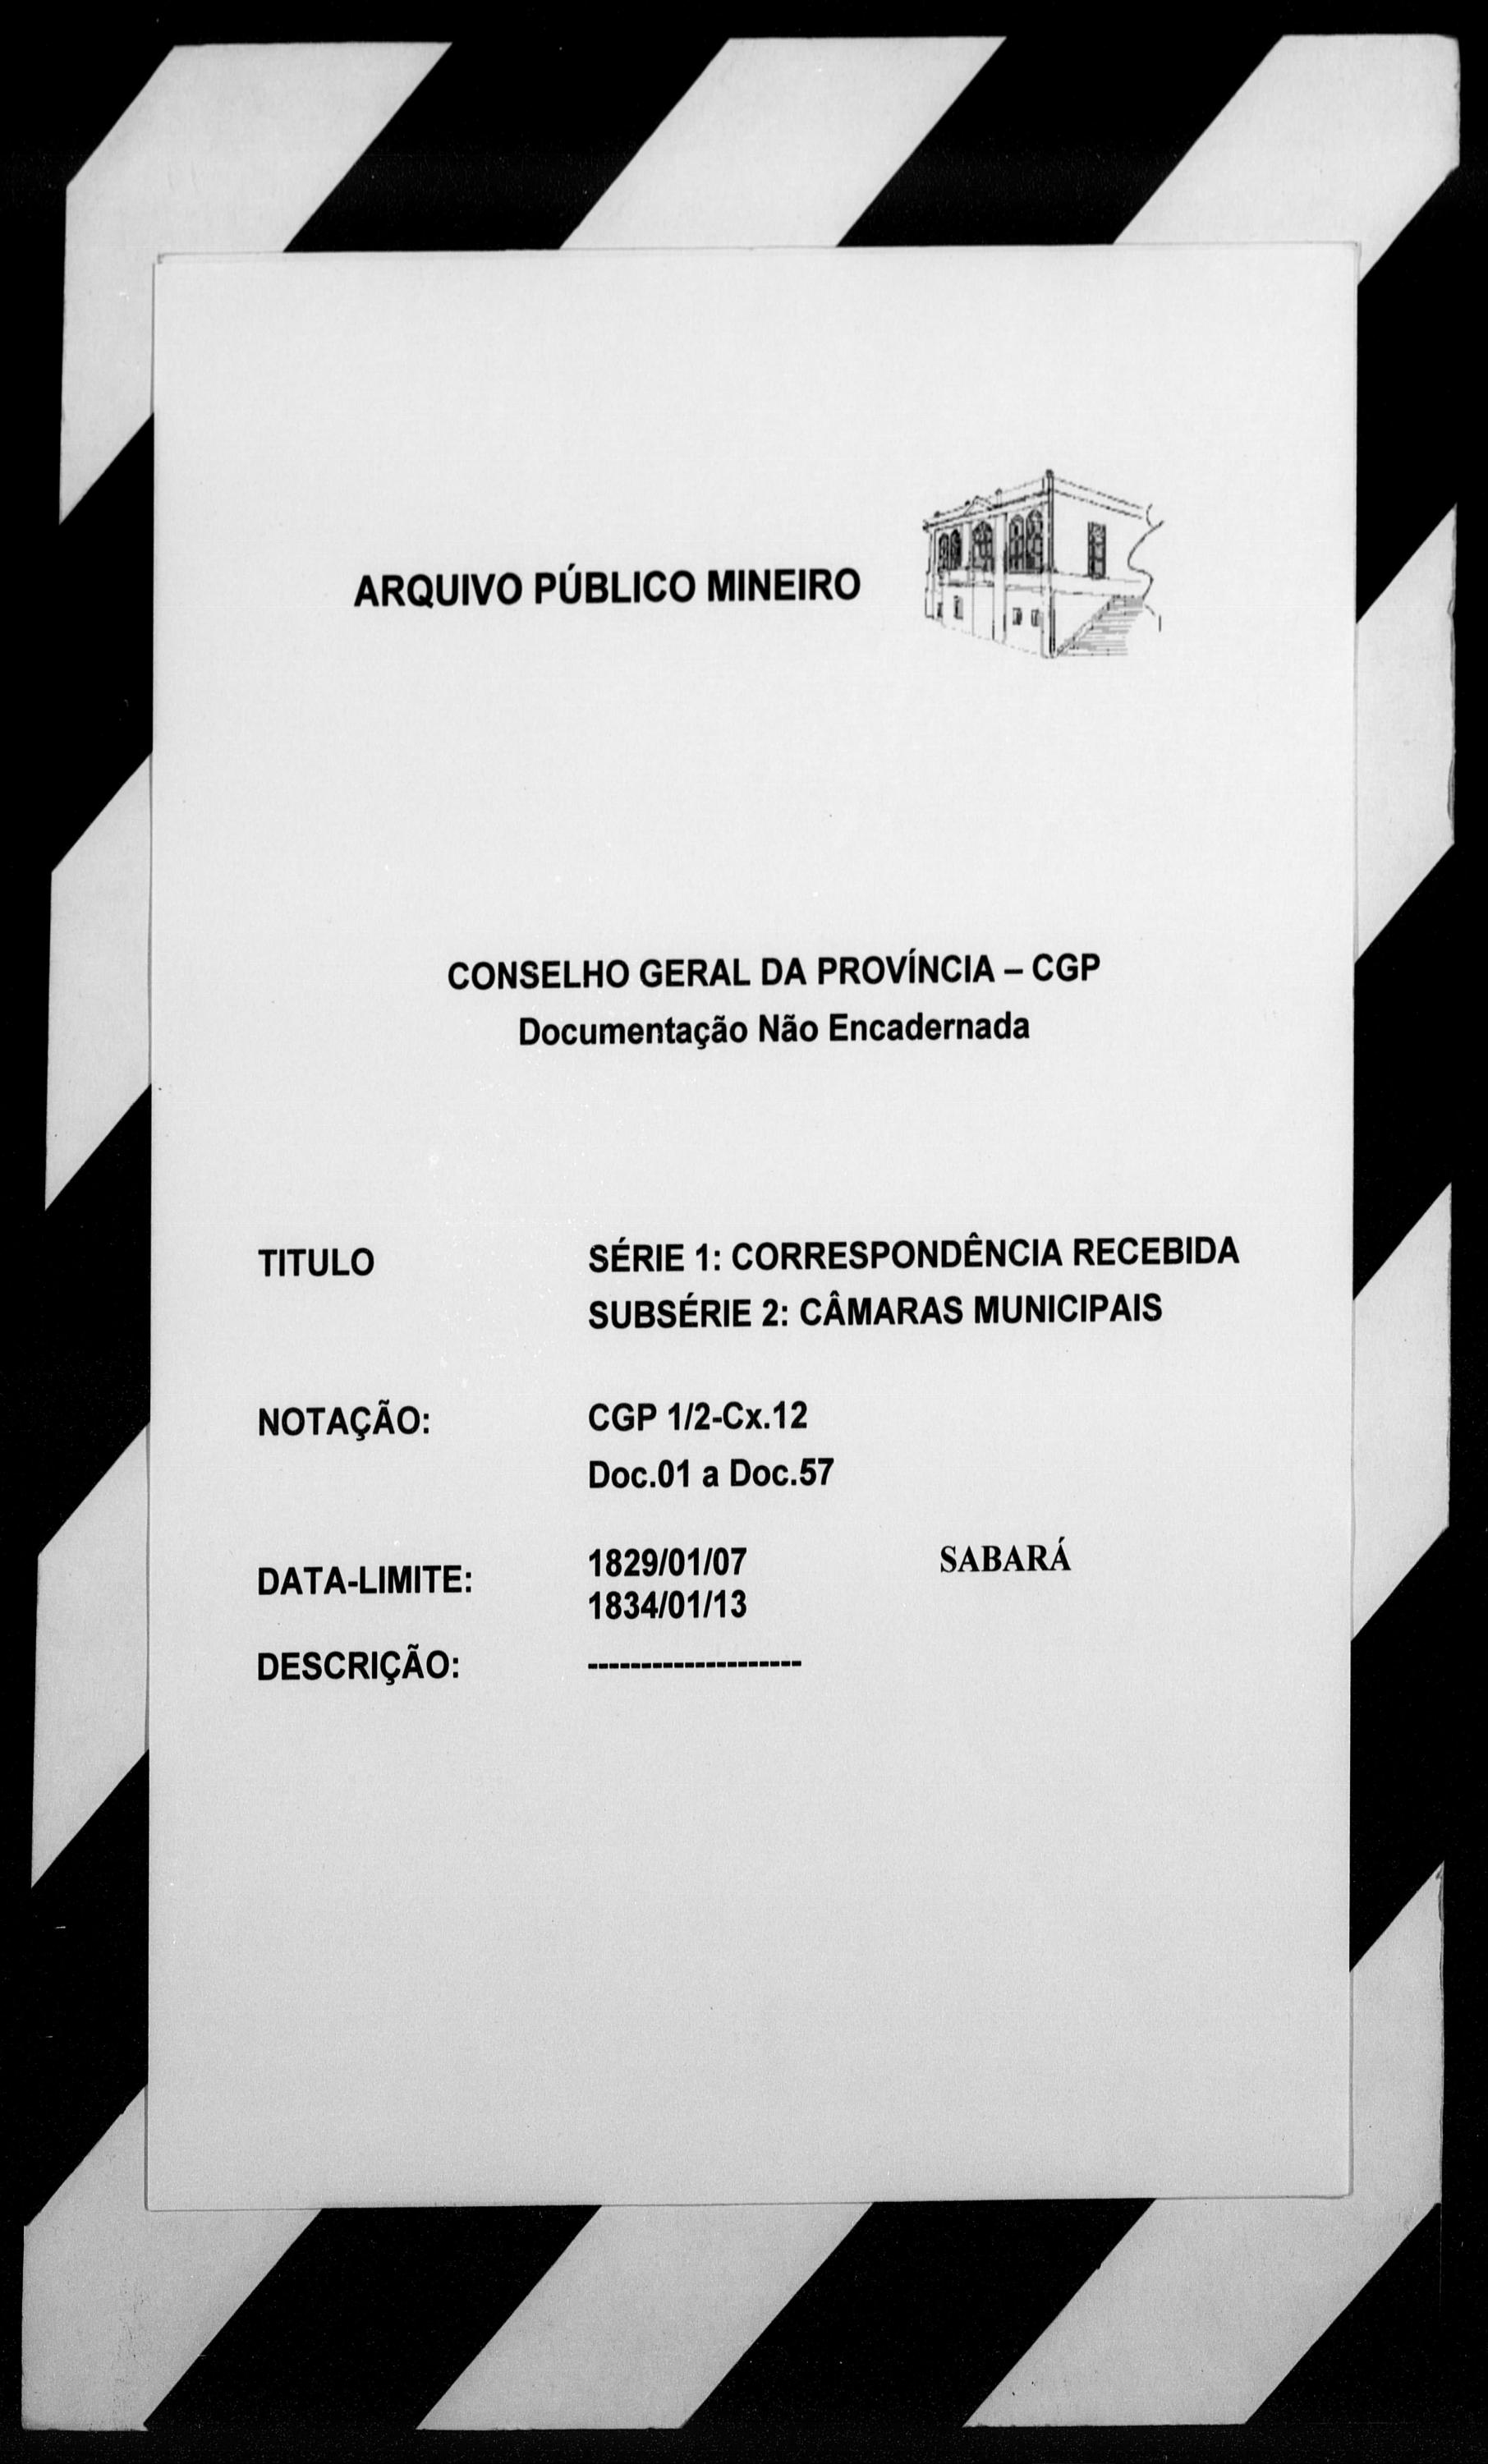 ARQUIVO PÚBLICO MINEIRO
CONSELHO GERAL DA PROVÍNCIA – CGP
Documentação Não Encadernada
TITULO SÉRIE 1: CORRESPONDÊNCIA RECEBIDA
SUBSÉRIE 2: CÂMARAS MUNICIPAIS
NOTAÇÃO: CGP 1/2-Cx.12
Doc.01 a Doc.57
DATA-LIMITE: 1829/01/07 SABARÁ
1834/01/13
DESCRIÇÃO: --------------------